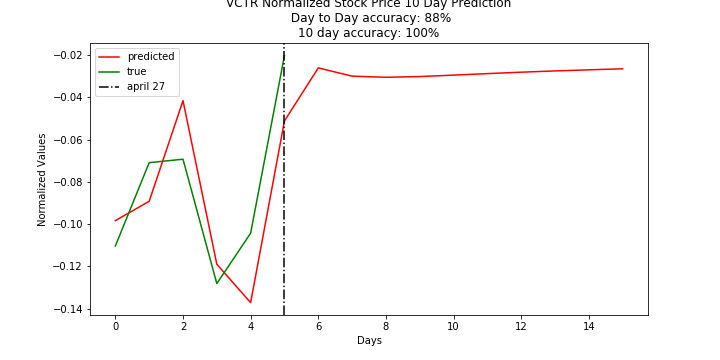 VCTR Normalized Stock Price 10 Day Prediction
Day to Day accuracy: 88%
10 day accuracy: 100%
predicted
true
april 27
Normalized Values
−0.02
−0.04
−0.06
−0.08
−0.10
−0.12
−0.14
0 2 4 6 8 10 12 14
Days